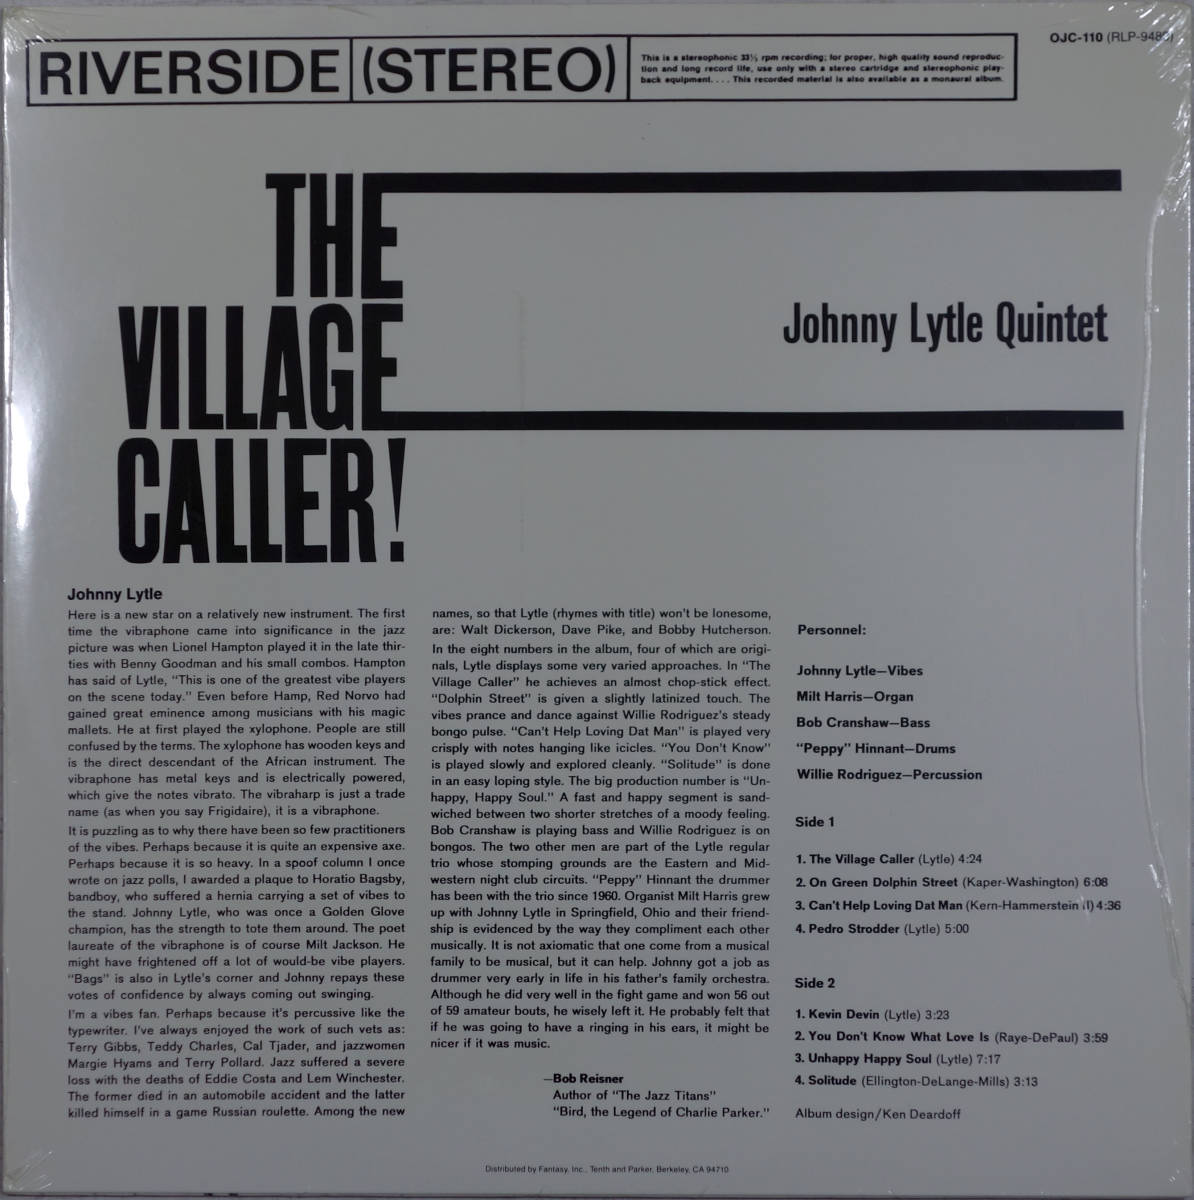 RIVERSIDE (STEREO)
This is a stereophonic 33⅓ rpm recording; for proper, high quality sound reproduc-
tion and long record life, use only with a stereo cartridge and stereophonic play-
back equipment. . . . This recorded material is also available as a monaural album.
OJC-110 (RLP-9480)
THE
VILLAGE
CALLER!
Johnny Lytle Quintet
Johnny Lytle
Here is a new star on a relatively new instrument. The first
time the vibraphone came into significance in the jazz
picture was when Lionel Hampton played it in the late thir-
ties with Benny Goodman and his small combos. Hampton
has said of Lytle, "This is one of the greatest vibe players
on the scene today." Even before Hamp, Red Norvo had
gained great eminence among musicians with his magic
mallets. He at first played the xylophone. People are still
confused by the terms. The xylophone has wooden keys and
is the direct descendant of the African instrument. The
vibraphone has metal keys and is electrically powered,
which give the notes vibrato. The vibraharp is just a trade
name (as when you say Frigidaire), it is a vibraphone.
It is puzzling as to why there have been so few practitioners
of the vibes. Perhaps because it is quite an expensive axe.
Perhaps because it is so heavy. In a spoof column I once
wrote on jazz polls, I awarded a plaque to Horatio Bagsby,
bandboy, who suffered a hernia carrying a set of vibes to
the stand. Johnny Lytle, who was once a Golden Glove
champion, has the strength to tote them around. The poet
laureate of the vibraphone is of course Milt Jackson. He
might have frightened off a lot of would-be vibe players.
"Bags" is also in Lytle's corner and Johnny repays these
votes of confidence by always coming out swinging.
I'm a vibes fan. Perhaps because it's percussive like the
typewriter. I've always enjoyed the work of such vets as:
Terry Gibbs, Teddy Charles, Cal Tjader, and jazzwomen
Margie Hyams and Terry Pollard. Jazz suffered a severe
loss with the deaths of Eddie Costa and Lem Winchester.
The former died in an automobile accident and the latter
killed himself in a game Russian roulette. Among the new
names, so that Lytle (rhymes with title) won't be lonesome,
are: Walt Dickerson, Dave Pike, and Bobby Hutcherson.
In the eight numbers in the album, four of which are origi-
nals, Lytle displays some very varied approaches. In "The
Village Caller" he achieves an almost chop-stick effect.
"Dolphin Street" is given a slightly latinized touch. The
vibes prance and dance against Willie Rodriguez's steady
bongo pulse. "Can't Help Loving Dat Man" is played very
crisply with notes hanging like icicles. "You Don't Know"
is played slowly and explored cleanly. "Solitude" is done
in an easy loping style. The big production number is "Un-
happy, Happy Soul." A fast and happy segment is sand-
wiched between two shorter stretches of a moody feeling.
Bob Cranshaw is playing bass and Willie Rodriguez is on
bongos. The two other men are part of the Lytle regular
trio whose stomping grounds are the Eastern and Mid-
western night club circuits. "Peppy" Hinnant the drummer
has been with the trio since 1960. Organist Milt Harris grew
up with Johnny Lytle in Springfield, Ohio and their friend-
ship is evidenced by the way they compliment each other
musically. It is not axiomatic that one come from a musical
family to be musical, but it can help. Johnny got a job as
drummer very early in life in his father's family orchestra.
Although he did very well in the fight game and won 56 out
of 59 amateur bouts, he wisely left it. He probably felt that
if he was going to have a ringing in his ears, it might be
nicer if it was music.
—Bob Reisner
Author of "The Jazz Titans"
"Bird, the Legend of Charlie Parker."
Personnel:
Johnny Lytle—Vibes
Milt Harris—Organ
Bob Cranshaw—Bass
"Peppy" Hinnant—Drums
Willie Rodriguez—Percussion
Side 1
1. The Village Caller (Lytle) 4:24
2. On Green Dolphin Street (Kaper-Washington) 6:08
3. Can't Help Loving Dat Man (Kern-Hammerstein II) 4:36
4. Pedro Strodder (Lytle) 5:00
Side 2
1. Kevin Devin (Lytle) 3:23
2. You Don't Know What Love Is (Raye-DePaul) 3:59
3. Unhappy Happy Soul (Lytle) 7:17
4. Solitude (Ellington-DeLange-Mills) 3:13
Album design/Ken Deardoff
Distributed by Fantasy, Inc., Tenth and Parker, Berkeley, CA 94710